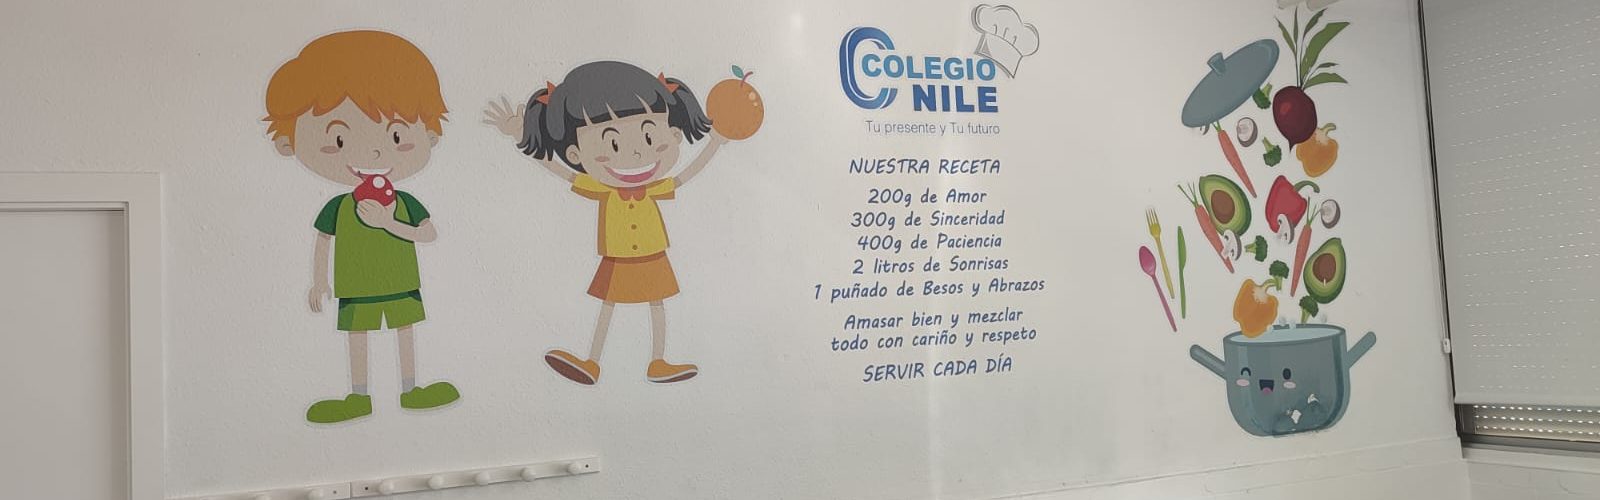 COLEGIO
NILE
Tu presente y Tu futuro
NUESTRA RECETA
200g de Amor
300g de Sinceridad
400g de Paciencia
2 litros de Sonrisas
1 puñado de Besos y Abrazos
Amasar bien y mezclar
todo con cariño y respeto
SERVIR CADA DÍA